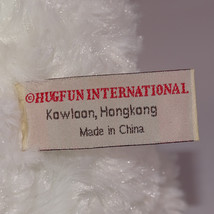 ©HUGFUN INTERNATIONAL
Kowloon, Hongkong
Made in China